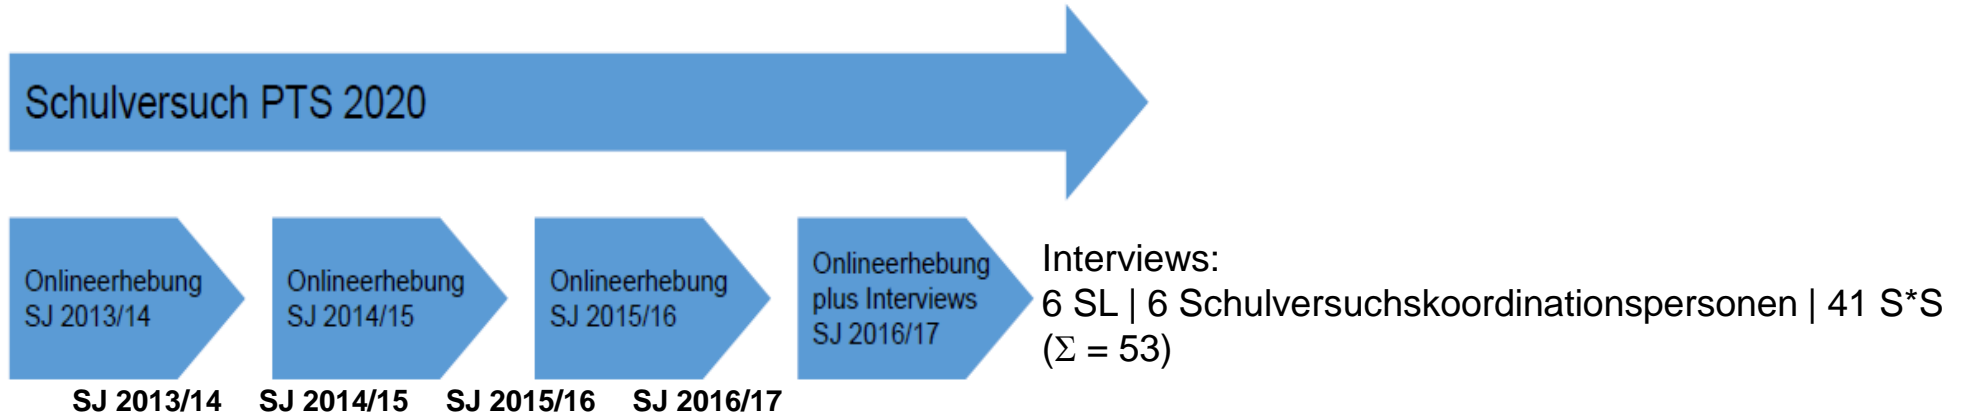 Schulversuch PTS 2020
Onlineerhebung
SJ 2013/14
Onlineerhebung
SJ 2014/15
Onlineerhebung
SJ 2015/16
Onlineerhebung
plus Interviews
SJ 2016/17
Interviews:
6 SL | 6 Schulversuchskoordinationspersonen | 41 S*S
(Σ = 53)
SJ 2013/14 SJ 2014/15 SJ 2015/16 SJ 2016/17